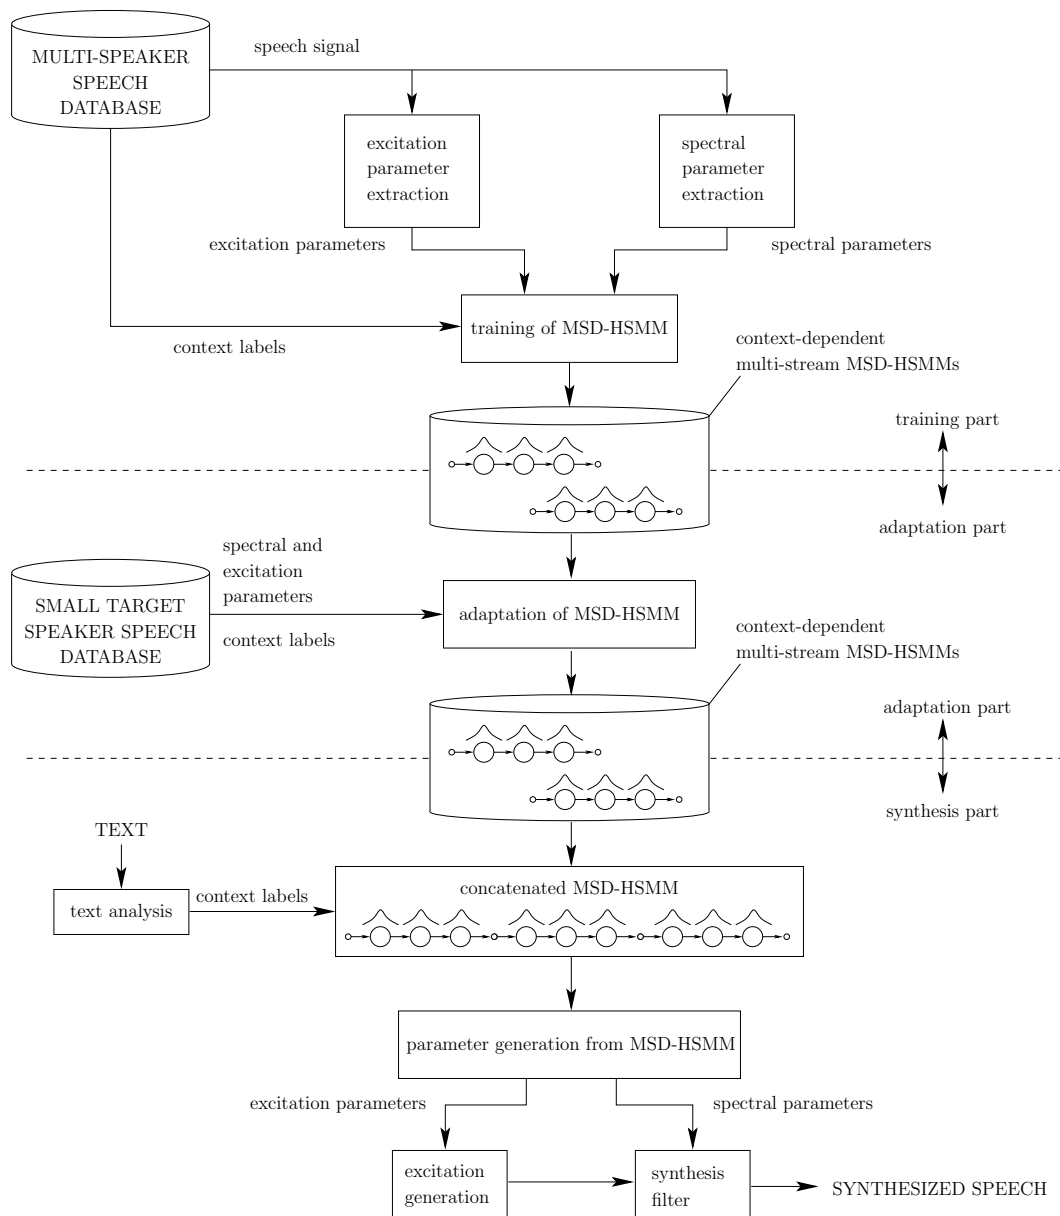 MULTI-SPEAKER
SPEECH
DATABASE
speech signal
excitation
parameter
extraction
spectral
parameter
extraction
excitation parameters
spectral parameters
training of MSD-HSMM
context labels
context-dependent
multi-stream MSD-HSMMs
training part
adaptation part
spectral and
excitation
parameters
context labels
SMALL TARGET
SPEAKER SPEECH
DATABASE
adaptation of MSD-HSMM
context-dependent
multi-stream MSD-HSMMs
adaptation part
synthesis part
TEXT
text analysis
context labels
concatenated MSD-HSMM
parameter generation from MSD-HSMM
excitation parameters
spectral parameters
excitation
generation
synthesis
filter
SYNTHESIZED SPEECH